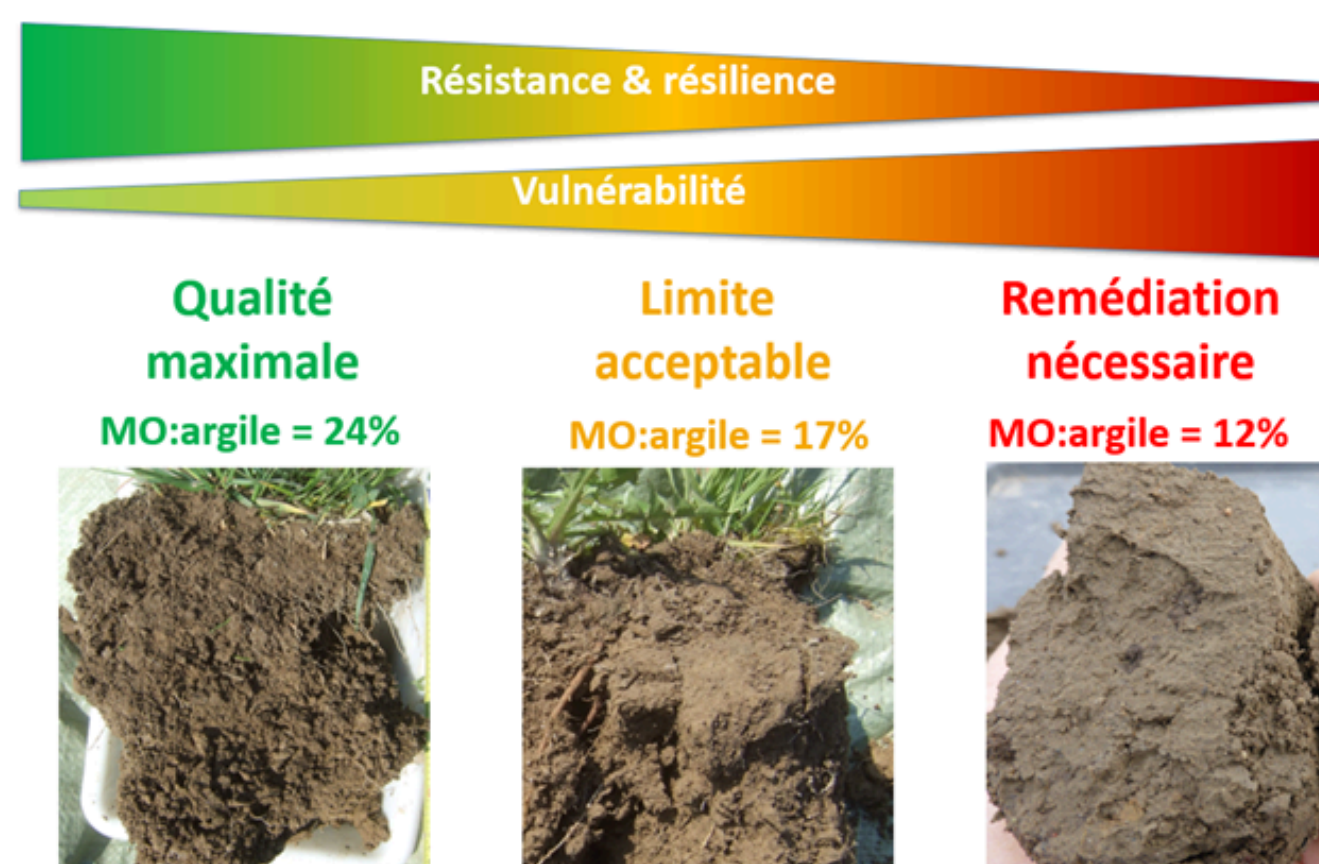 Résistance & résilience
Vulnérabilité
Qualité
maximale
MO:argile = 24%
Limite
acceptable
MO:argile = 17%
Remédiation
nécessaire
MO:argile = 12%